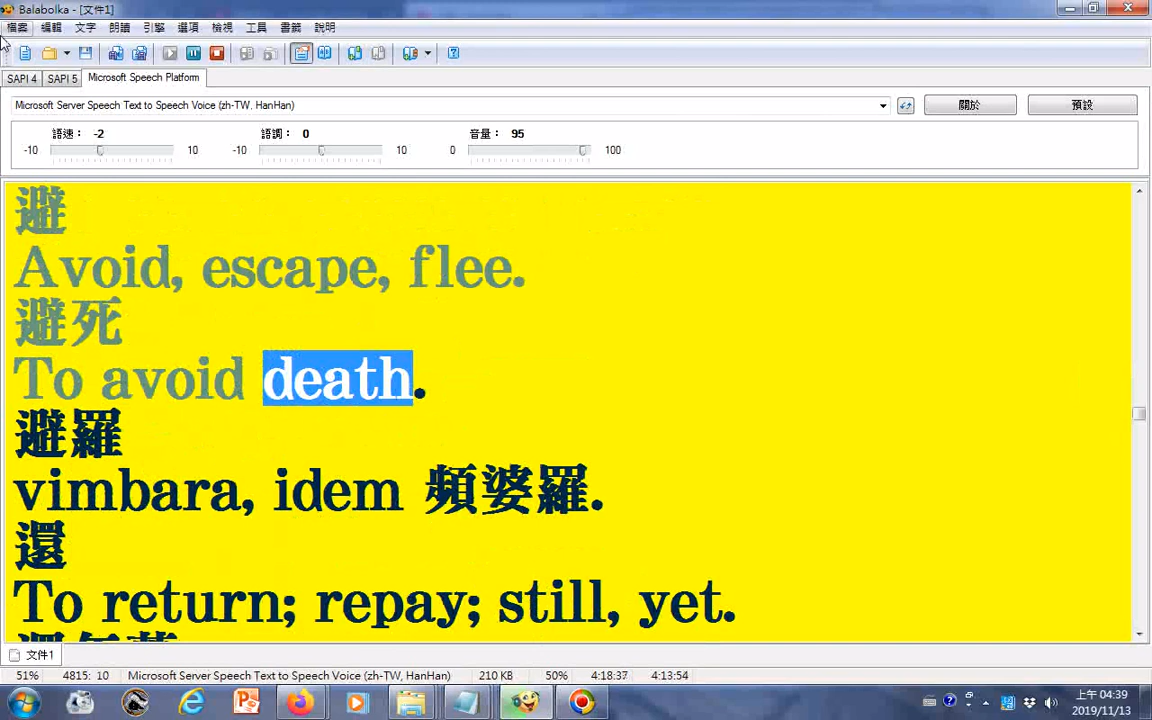 Balabolka - [文件1]
檔案 編輯 文字 朗讀 引擎 選項 檢視 工具 書籤 說明
SAPI 4 SAPI 5 Microsoft Speech Platform
Microsoft Server Speech Text to Speech Voice (zh-TW, HanHan) 關於 預設
語速： -2 語調： 0 音量： 95
-10 10 -10 10 0 100
避
Avoid, escape, flee.
避死
To avoid death.
避羅
vimbara, idem 頻婆羅.
還
To return; repay; still, yet.
文件1
51% 4815: 10 Microsoft Server Speech Text to Speech Voice (zh-TW, HanHan) 210 KB 50% 4:18:37 4:13:54
上午 04:39
2019/11/13